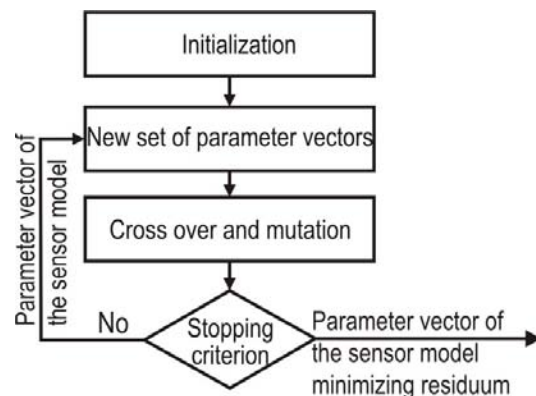 Initialization
New set of parameter vectors
Cross over and mutation
Parameter vector of
the sensor model
No
Stopping
criterion
Parameter vector of
the sensor model
minimizing residuum